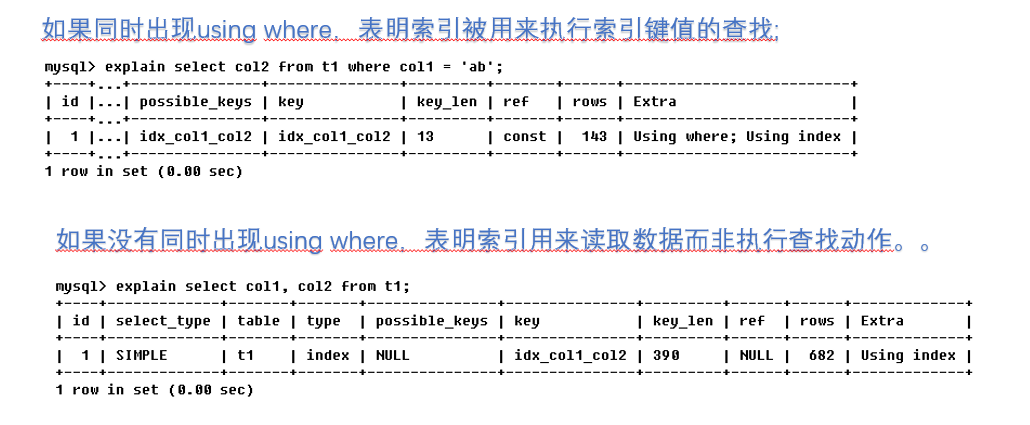 如果同时出现using where，表明索引被用来执行索引键值的查找;
mysql> explain select col2 from t1 where col1 = 'ab';
+----+...+---------------+---------------+---------+-------+------+--------------------------+
| id |...| possible_keys | key           | key_len | ref   | rows | Extra                    |
+----+...+---------------+---------------+---------+-------+------+--------------------------+
|  1 |...| idx_col1_col2 | idx_col1_col2 | 13      | const |  143 | Using where; Using index |
+----+...+---------------+---------------+---------+-------+------+--------------------------+
1 row in set (0.00 sec)
如果没有同时出现using where，表明索引用来读取数据而非执行查找动作。。
mysql> explain select col1, col2 from t1;
+----+-------------+-------+-------+---------------+---------------+---------+------+------+-------------+
| id | select_type | table | type  | possible_keys | key           | key_len | ref  | rows | Extra       |
+----+-------------+-------+-------+---------------+---------------+---------+------+------+-------------+
|  1 | SIMPLE      | t1    | index | NULL          | idx_col1_col2 | 390     | NULL |  682 | Using index |
+----+-------------+-------+-------+---------------+---------------+---------+------+------+-------------+
1 row in set (0.00 sec)